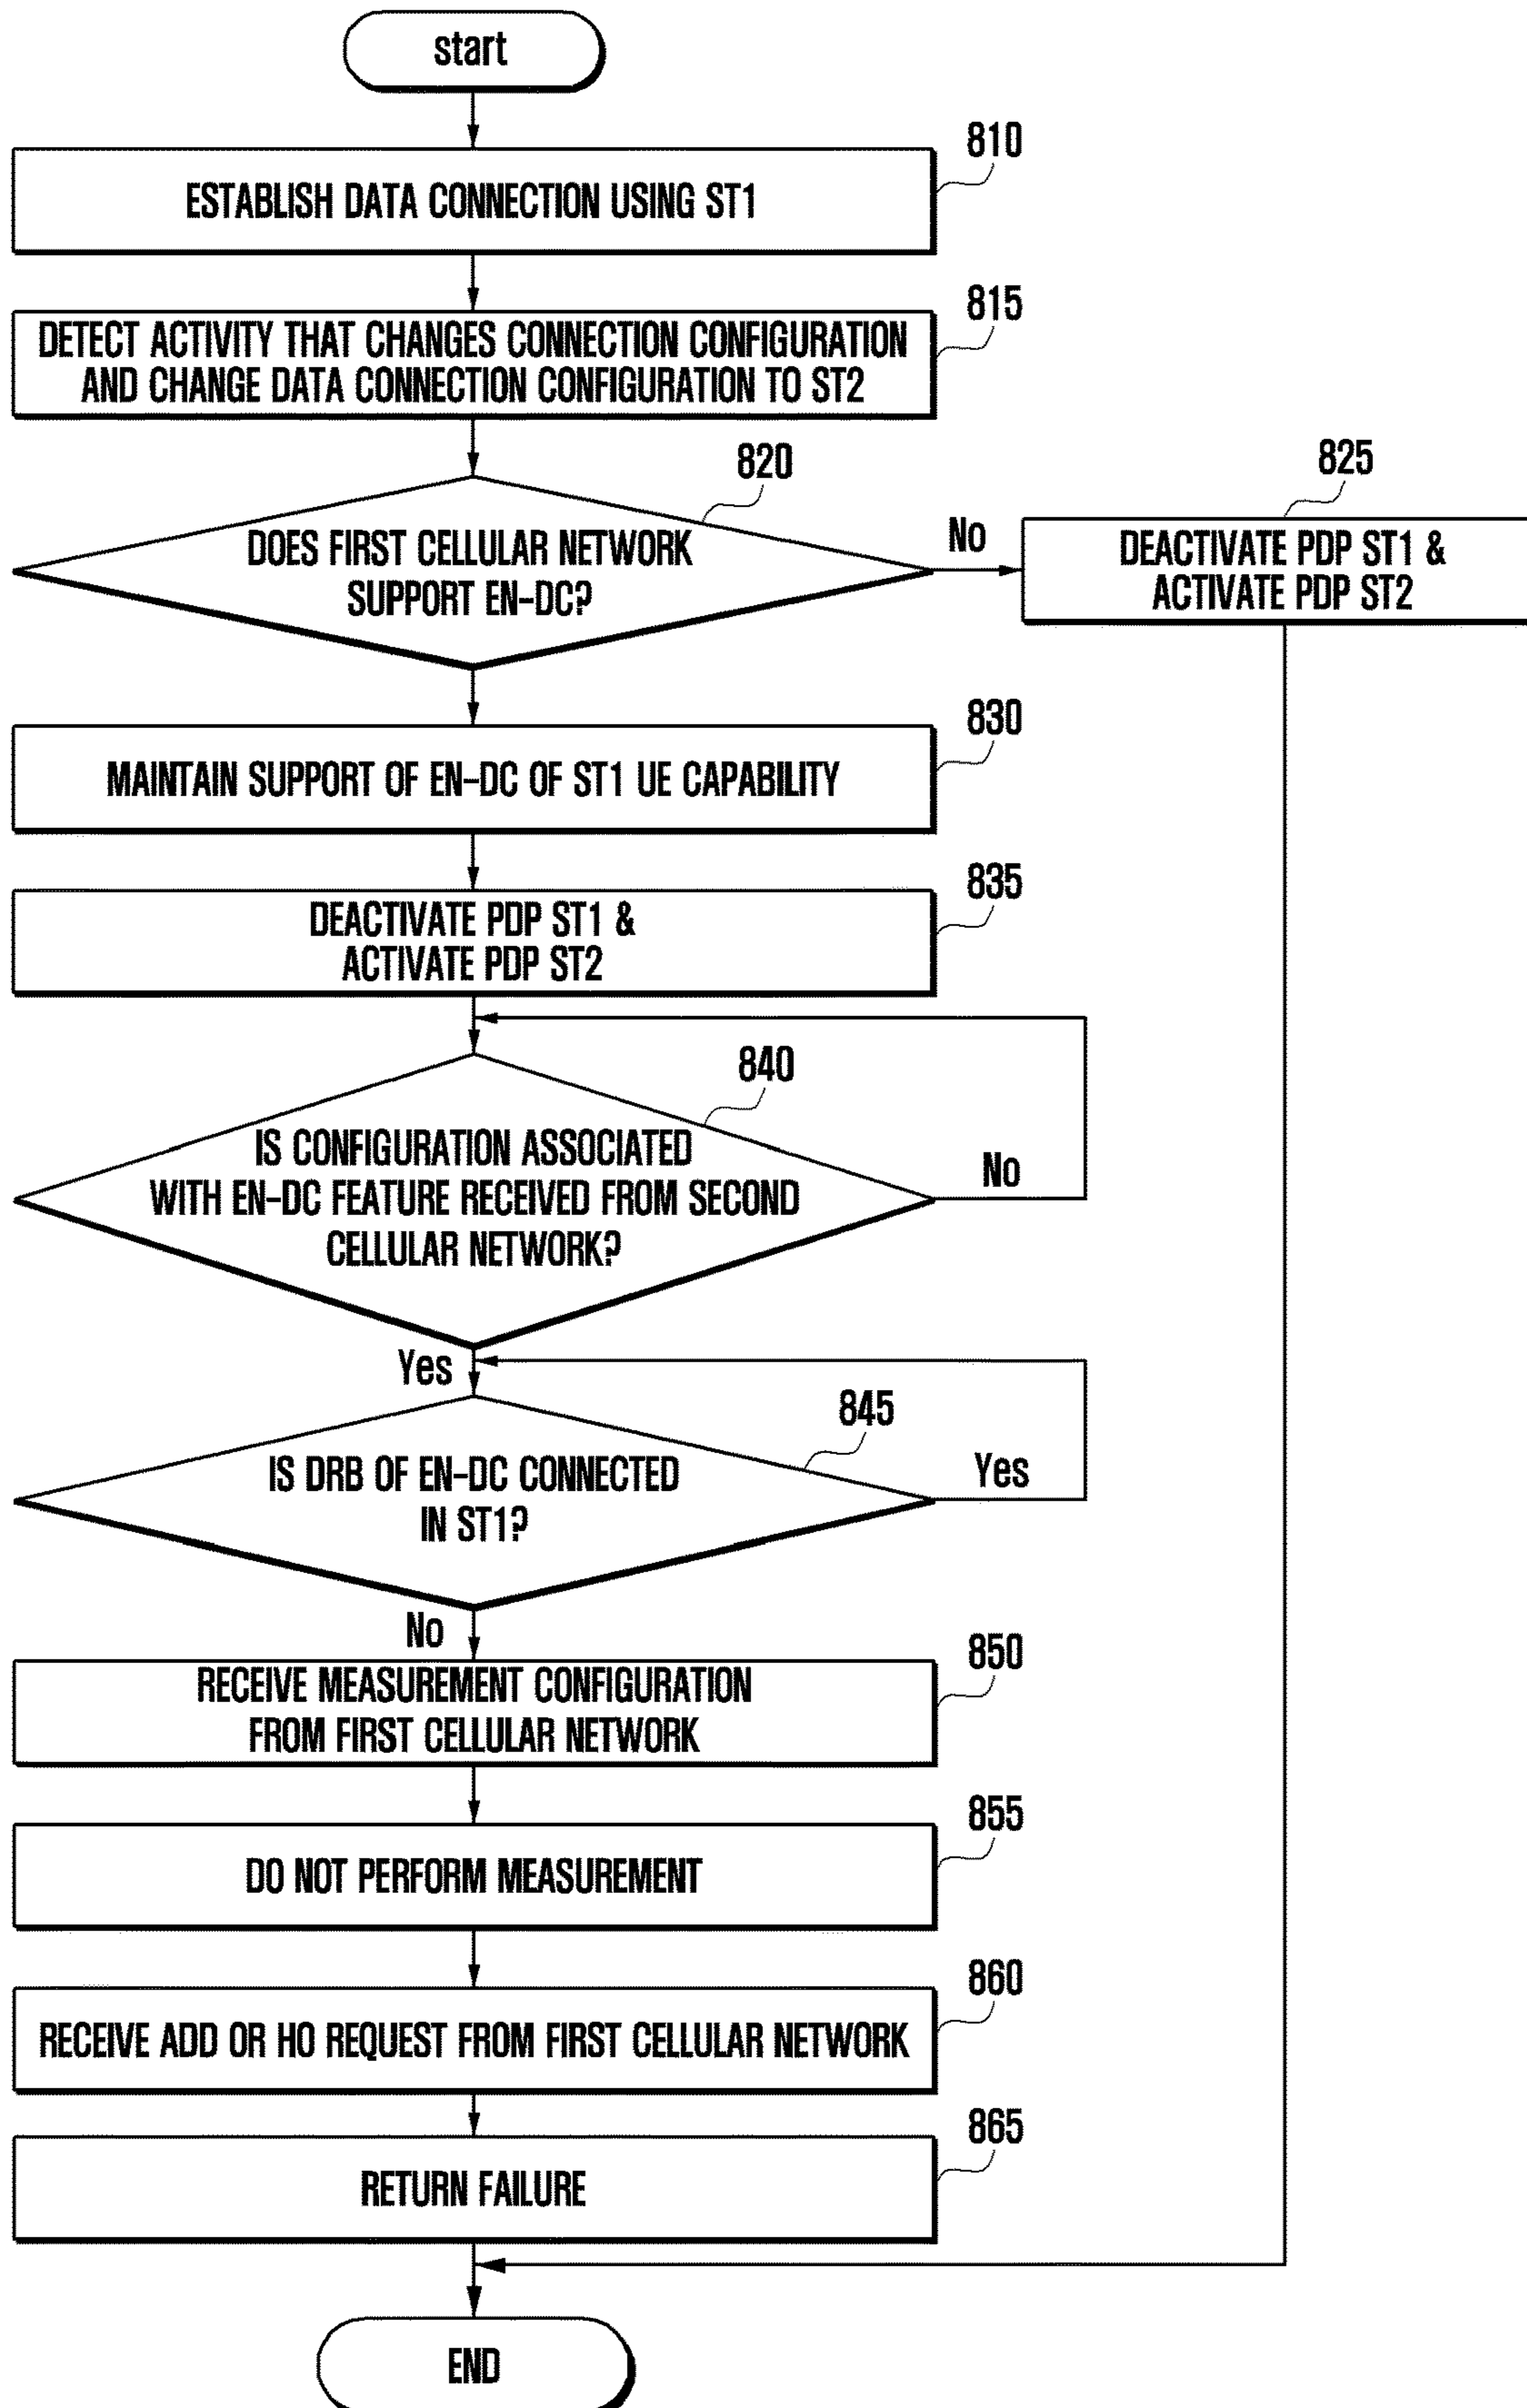 start
810
ESTABLISH DATA CONNECTION USING ST1
815
DETECT ACTIVITY THAT CHANGES CONNECTION CONFIGURATION
AND CHANGE DATA CONNECTION CONFIGURATION TO ST2
820
DOES FIRST CELLULAR NETWORK
SUPPORT EN-DC?
No
825
DEACTIVATE PDP ST1 &
ACTIVATE PDP ST2
830
MAINTAIN SUPPORT OF EN-DC OF ST1 UE CAPABILITY
835
DEACTIVATE PDP ST1 &
ACTIVATE PDP ST2
840
IS CONFIGURATION ASSOCIATED
WITH EN-DC FEATURE RECEIVED FROM SECOND
CELLULAR NETWORK?
No
Yes
845
IS DRB OF EN-DC CONNECTED
IN ST1?
Yes
No
850
RECEIVE MEASUREMENT CONFIGURATION
FROM FIRST CELLULAR NETWORK
855
DO NOT PERFORM MEASUREMENT
860
RECEIVE ADD OR HO REQUEST FROM FIRST CELLULAR NETWORK
865
RETURN FAILURE
END